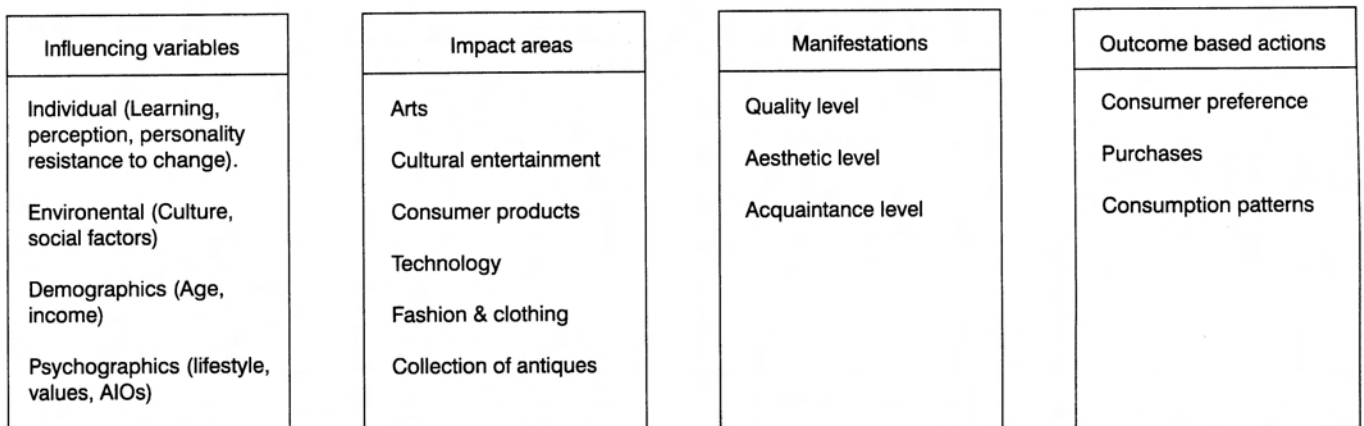 Influencing variables
Individual (Learning,
perception, personality
resistance to change).
Environental (Culture,
social factors)
Demographics (Age,
income)
Psychographics (lifestyle,
values, AIOs)
Impact areas
Arts
Cultural entertainment
Consumer products
Technology
Fashion & clothing
Collection of antiques
Manifestations
Quality level
Aesthetic level
Acquaintance level
Outcome based actions
Consumer preference
Purchases
Consumption patterns